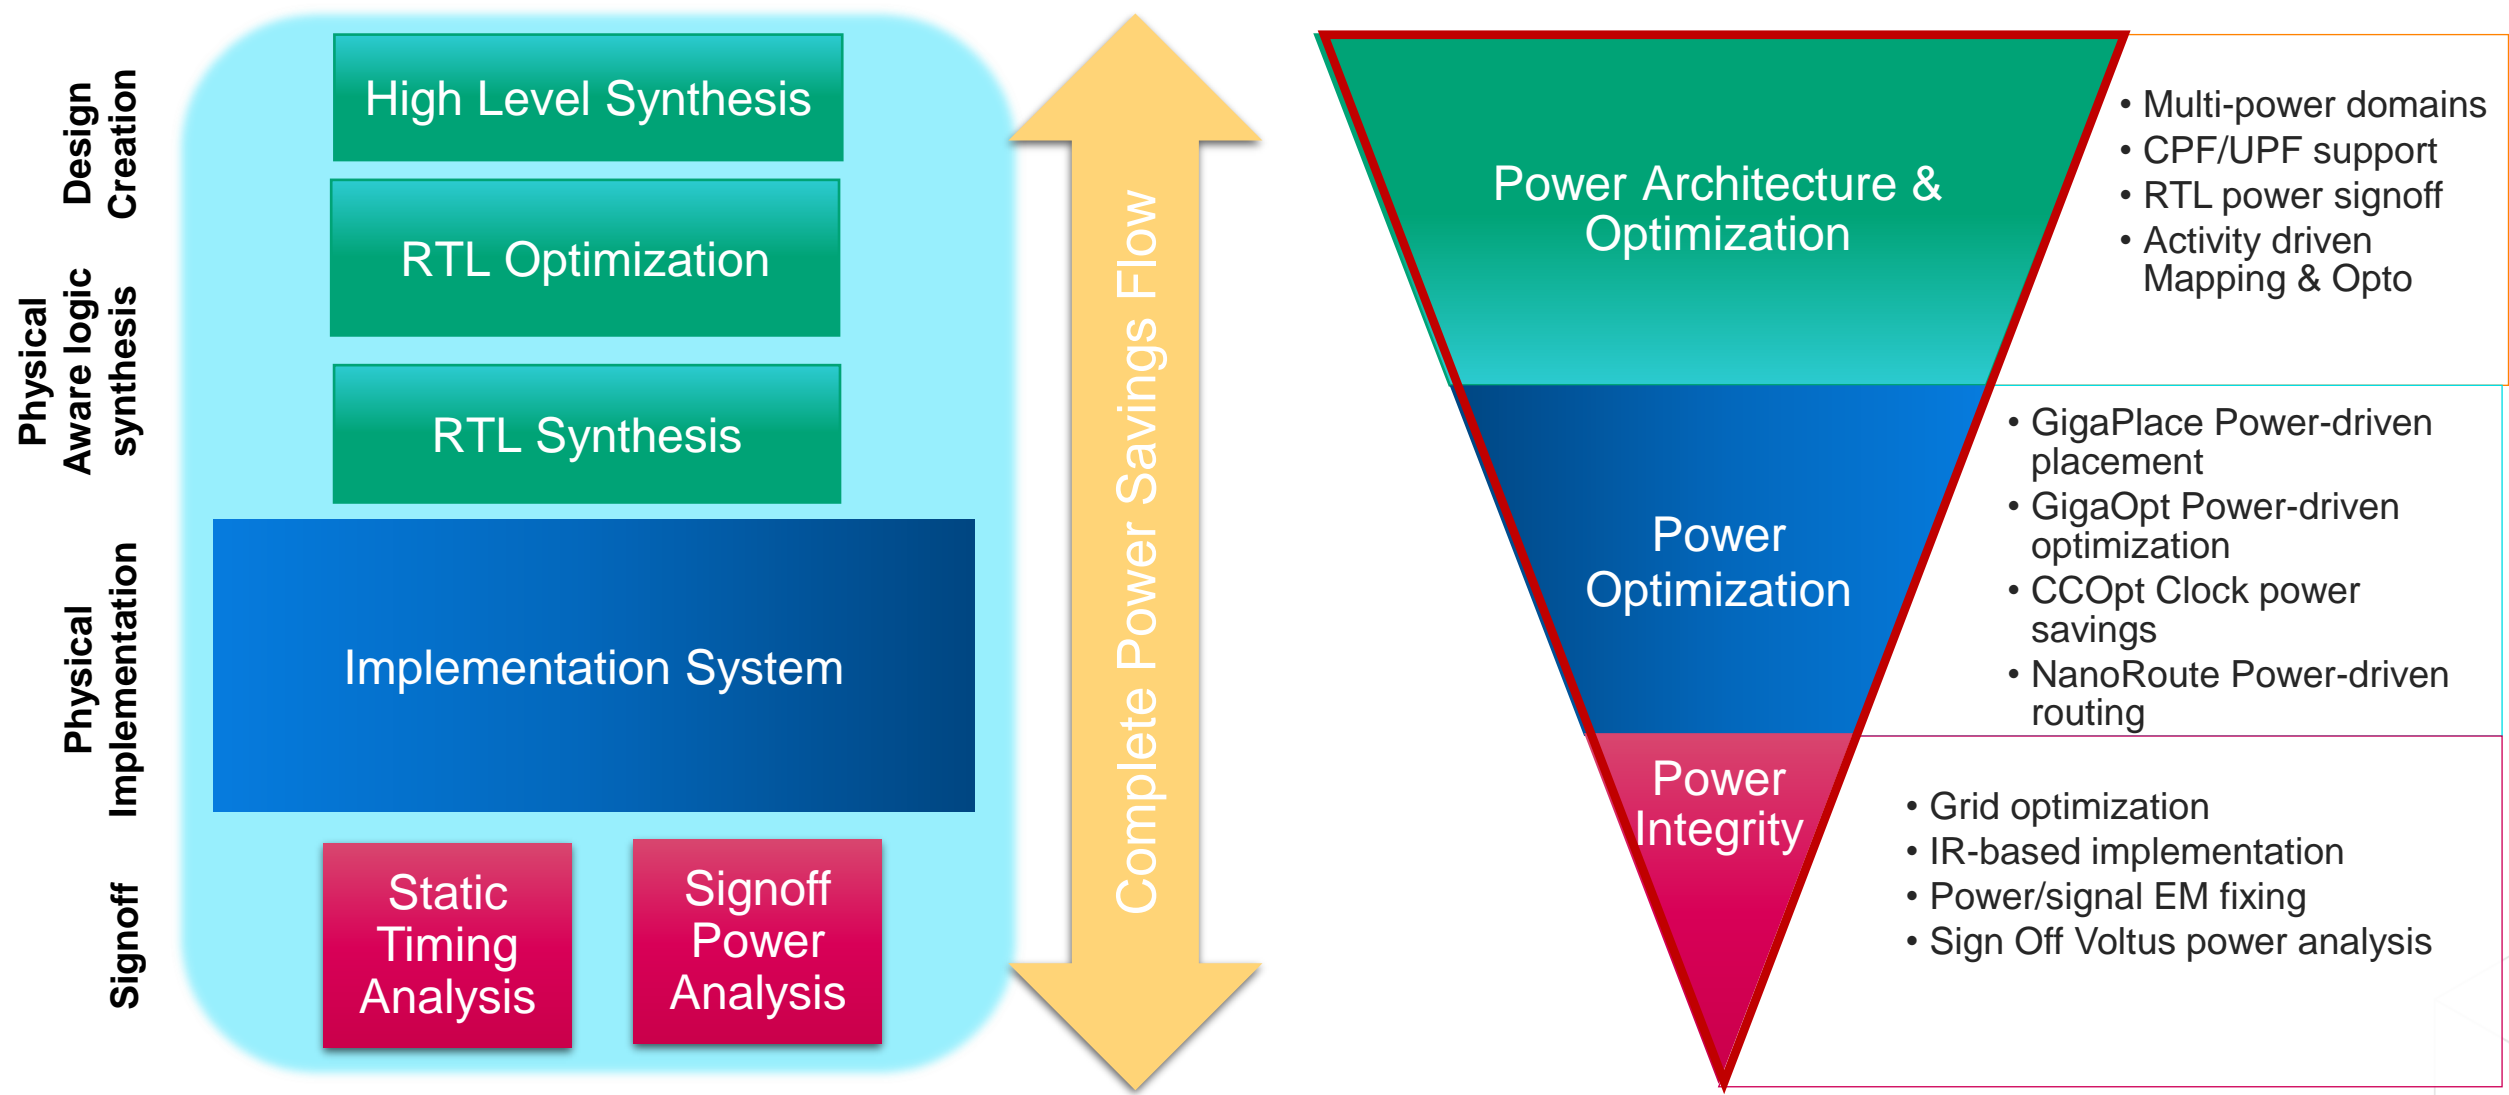 Design
Creation
Physical
Aware logic
synthesis
Physical
Implementation
Signoff
High Level Synthesis
RTL Optimization
RTL Synthesis
Implementation System
Static
Timing
Analysis
Signoff
Power
Analysis
Complete Power Savings Flow
Power Architecture &
Optimization
Power
Optimization
Power
Integrity
• Multi-power domains
• CPF/UPF support
• RTL power signoff
• Activity driven
Mapping & Opto
• GigaPlace Power-driven
placement
• GigaOpt Power-driven
optimization
• CCOpt Clock power
savings
• NanoRoute Power-driven
routing
• Grid optimization
• IR-based implementation
• Power/signal EM fixing
• Sign Off Voltus power analysis